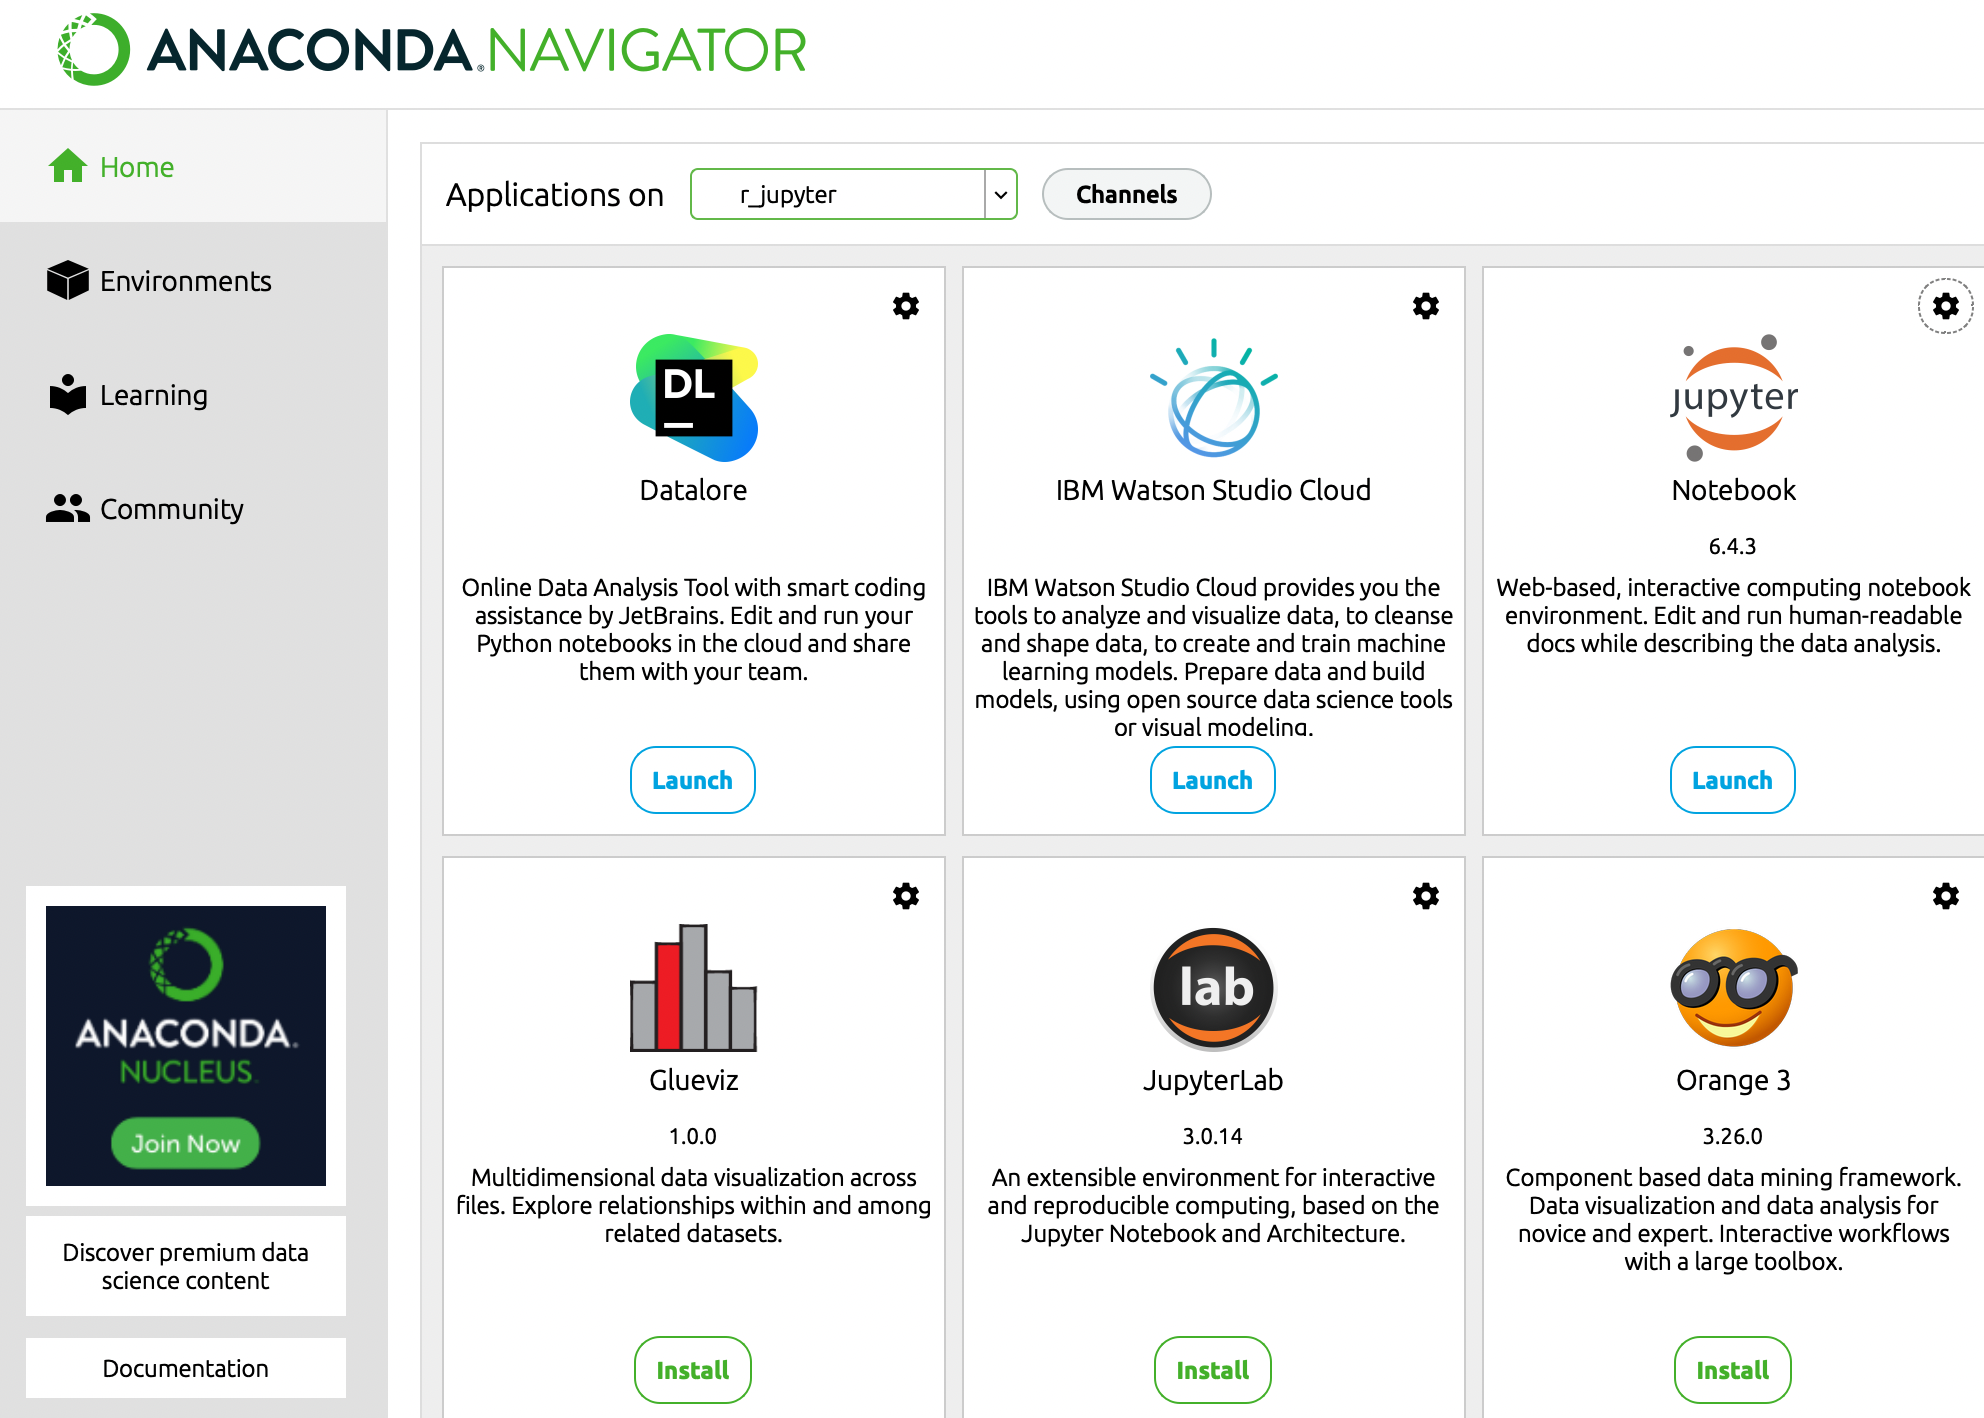 ANACONDA.NAVIGATOR
Home
Environments
Learning
Community
ANACONDA.
NUCLEUS
Join Now
Discover premium data
science content
Documentation
Applications on
r_jupyter
Channels
DL
Datalore
Online Data Analysis Tool with smart coding
assistance by JetBrains. Edit and run your
Python notebooks in the cloud and share
them with your team.
Launch
IBM Watson Studio Cloud
IBM Watson Studio Cloud provides you the
tools to analyze and visualize data, to cleanse
and shape data, to create and train machine
learning models. Prepare data and build
models, using open source data science tools
or visual modeling.
Launch
jupyter
Notebook
6.4.3
Web-based, interactive computing notebook
environment. Edit and run human-readable
docs while describing the data analysis.
Launch
Glueviz
1.0.0
Multidimensional data visualization across
files. Explore relationships within and among
related datasets.
Install
lab
JupyterLab
3.0.14
An extensible environment for interactive
and reproducible computing, based on the
Jupyter Notebook and Architecture.
Install
Orange 3
3.26.0
Component based data mining framework.
Data visualization and data analysis for
novice and expert. Interactive workflows
with a large toolbox.
Install